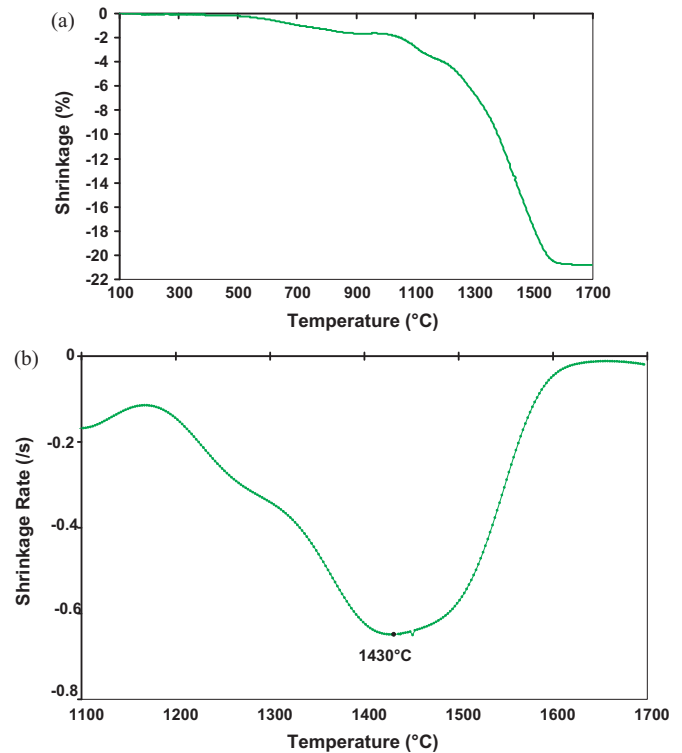 (a)
Shrinkage (%)
0
-2
-4
-6
-8
-10
-12
-14
-16
-18
-20
-22
100 300 500 700 900 1100 1300 1500 1700
Temperature (°C)
(b)
Shrinkage Rate (/s)
0
-0.2
-0.4
-0.6
-0.8
1430°C
1100 1200 1300 1400 1500 1600 1700
Temperature (°C)